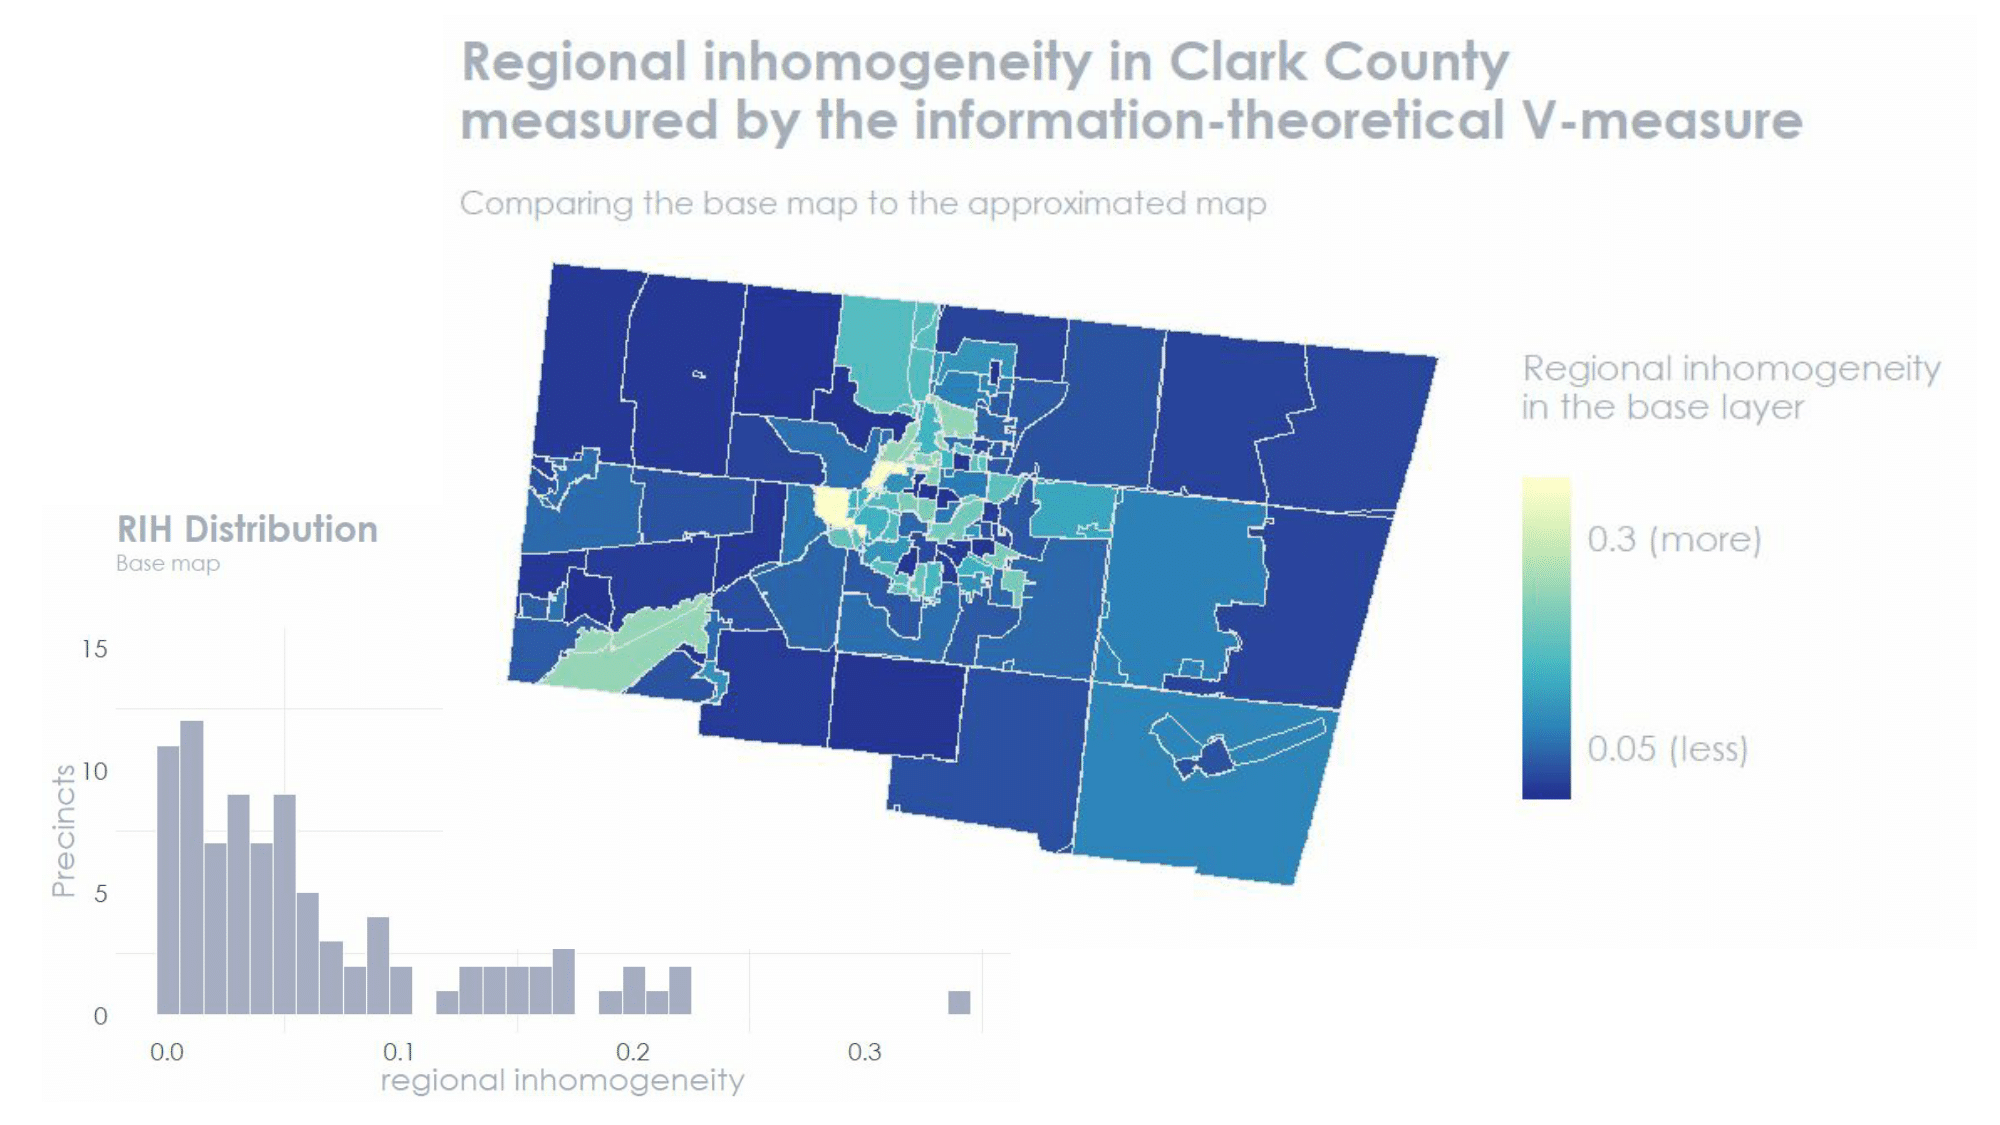 Regional inhomogeneity in Clark County
measured by the information-theoretical V-measure
Comparing the base map to the approximated map
Regional inhomogeneity
in the base layer
0.3 (more)
0.05 (less)
RIH Distribution
Base map
15
10
5
0
Precincts
0.0 0.1 0.2 0.3
regional inhomogeneity